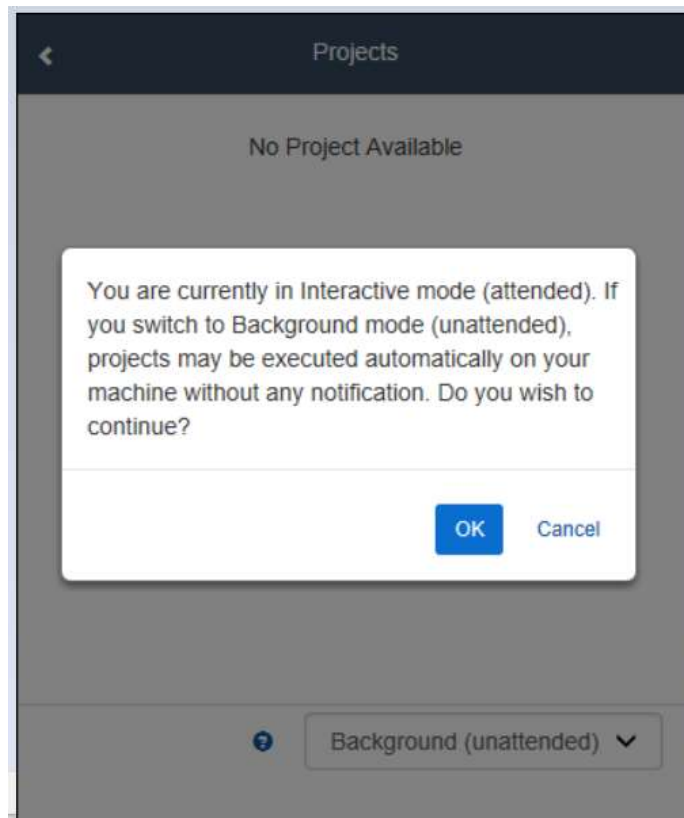 Projects
No Project Available
You are currently in Interactive mode (attended). If
you switch to Background mode (unattended),
projects may be executed automatically on your
machine without any notification. Do you wish to
continue?
OK Cancel
? Background (unattended)